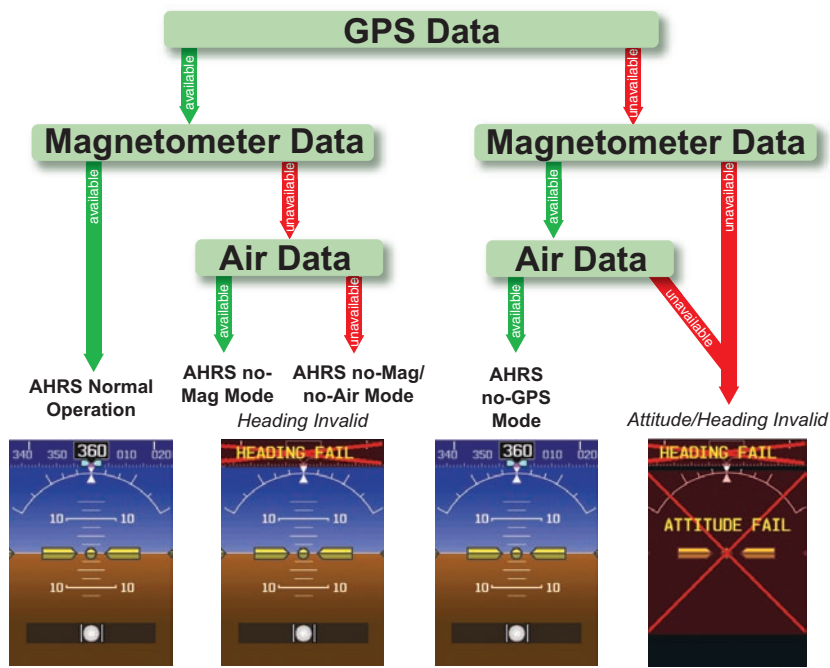 GPS Data
available
unavailable
Magnetometer Data
Magnetometer Data
available
unavailable
available
unavailable
Air Data
Air Data
available
unavailable
available
unavailable
AHRS Normal
Operation
AHRS no-
Mag Mode
AHRS no-Mag/
no-Air Mode
Heading Invalid
AHRS
no-GPS
Mode
Attitude/Heading Invalid
340 350 360 010 020
10 10
10 10
HEADING FAIL
10 10
10 10
340 350 360 010 020
10 10
10 10
HEADING FAIL
ATTITUDE FAIL